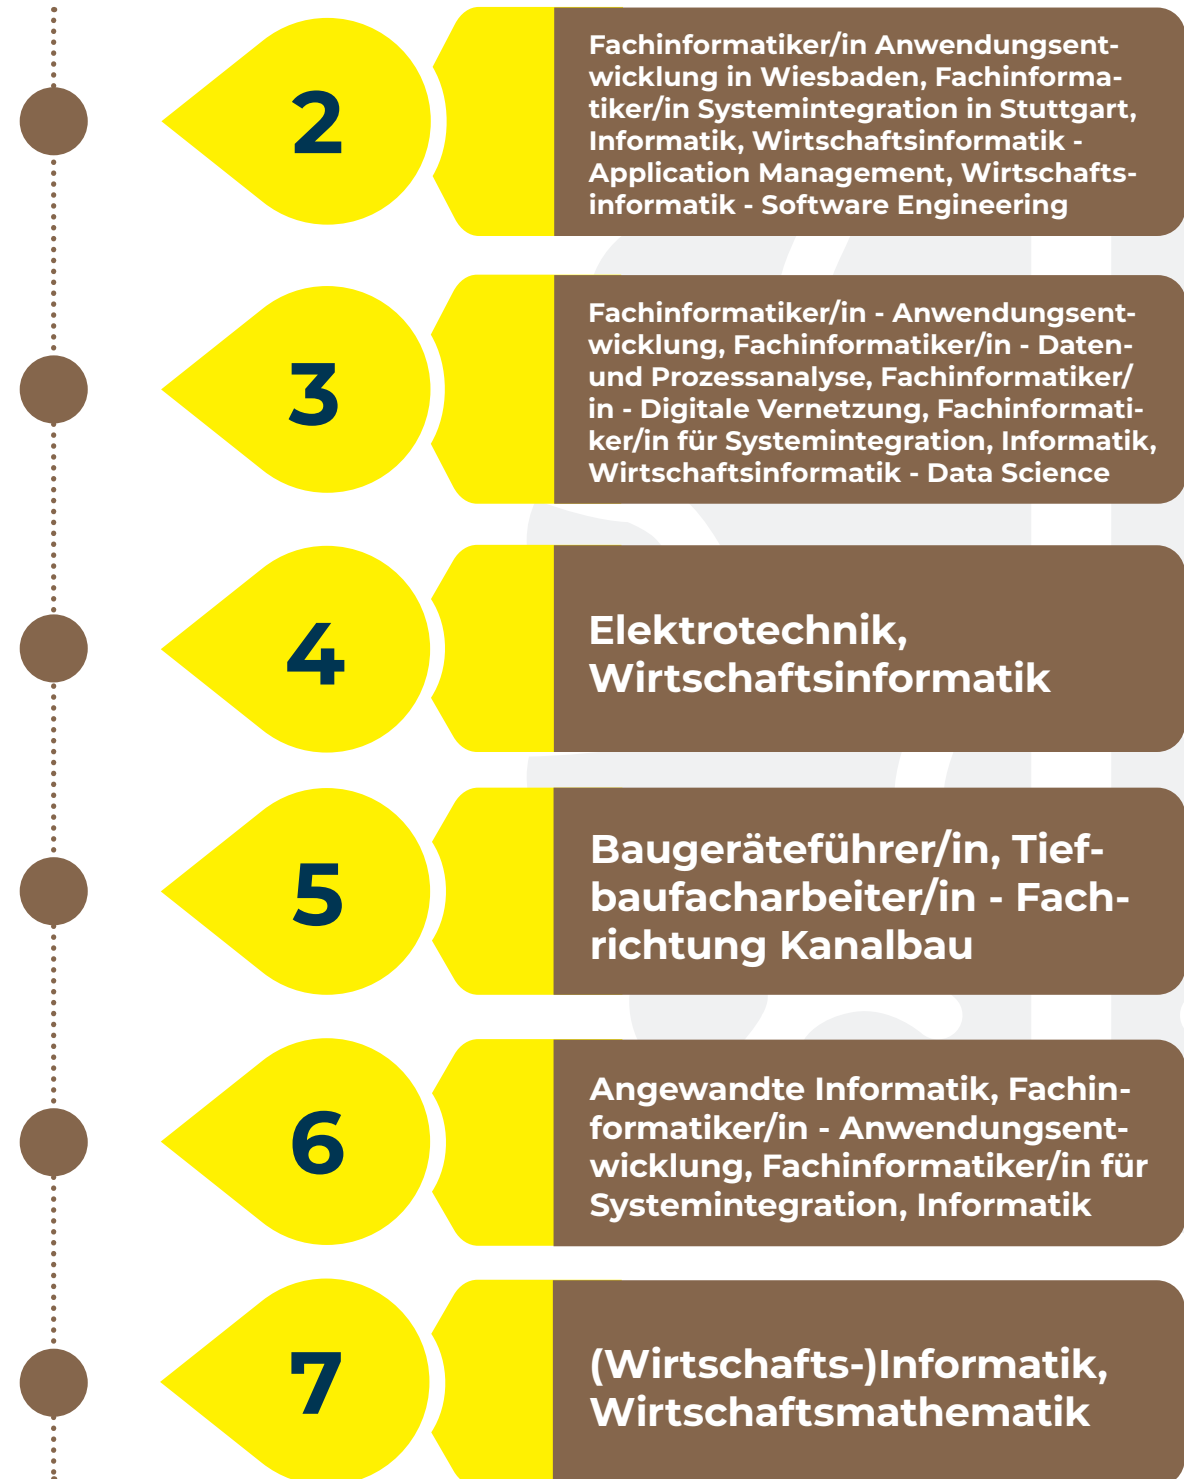 2
Fachinformatiker/in Anwendungsent-
wicklung in Wiesbaden, Fachinforma-
tiker/in Systemintegration in Stuttgart,
Informatik, Wirtschaftsinformatik -
Application Management, Wirtschafts-
informatik - Software Engineering
3
Fachinformatiker/in - Anwendungsent-
wicklung, Fachinformatiker/in - Daten-
und Prozessanalyse, Fachinformatiker/
in - Digitale Vernetzung, Fachinformati-
ker/in für Systemintegration, Informatik,
Wirtschaftsinformatik - Data Science
4
Elektrotechnik,
Wirtschaftsinformatik
5
Baugeräteführer/in, Tief-
baufacharbeiter/in - Fach-
richtung Kanalbau
6
Angewandte Informatik, Fachin-
formatiker/in - Anwendungsent-
wicklung, Fachinformatiker/in für
Systemintegration, Informatik
7
(Wirtschafts-)Informatik,
Wirtschaftsmathematik